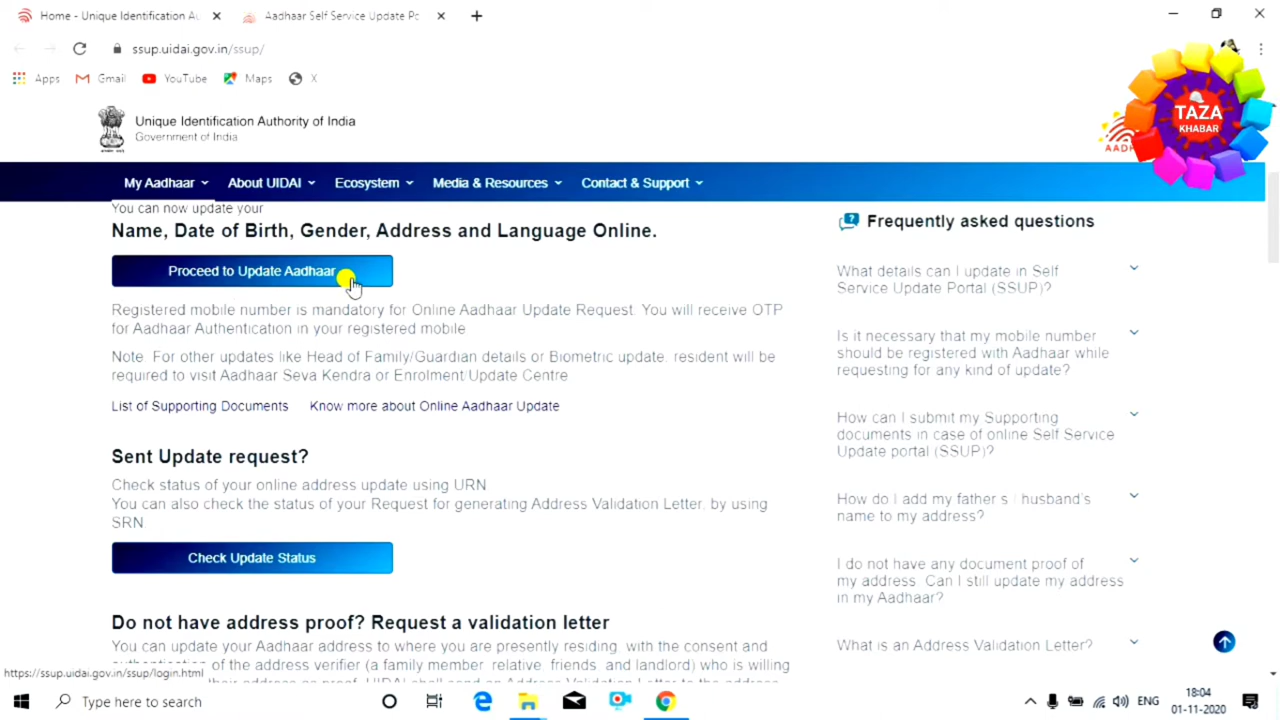 Home - Unique Identification Au
Aadhaar Self Service Update Po
ssup.uidai.gov.in/ssup/
Apps
Gmail
YouTube
Maps
X
Unique Identification Authority of India
Government of India
TAZA
KHABAR
My Aadhaar
About UIDAI
Ecosystem
Media & Resources
Contact & Support
You can now update your
Name, Date of Birth, Gender, Address and Language Online.
Proceed to Update Aadhaar
Registered mobile number is mandatory for Online Aadhaar Update Request. You will receive OTP
for Aadhaar Authentication in your registered mobile
Note: For other updates like Head of Family/Guardian details or Biometric update, resident will be
required to visit Aadhaar Seva Kendra or Enrolment/Update Centre
List of Supporting Documents
Know more about Online Aadhaar Update
Sent Update request?
Check status of your online address update using URN
You can also check the status of your Request for generating Address Validation Letter, by using
SRN
Check Update Status
Do not have address proof? Request a validation letter
You can update your Aadhaar address to where you are presently residing, with the consent and
of the address verifier (a family member, relative, friends, and landlord) who is willing
Frequently asked questions
What details can I update in Self
Service Update Portal (SSUP)?
Is it necessary that my mobile number
should be registered with Aadhaar while
requesting for any kind of update?
How can I submit my Supporting
documents in case of online Self Service
Update portal (SSUP)?
How do I add my father s | husband's
name to my address?
I do not have any document proof of
my address. Can I still update my address
in my Aadhaar?
What is an Address Validation Letter?
https://ssup.uidai.gov.in/ssup/login.html
Type here to search
ENG
18:04
01-11-2020